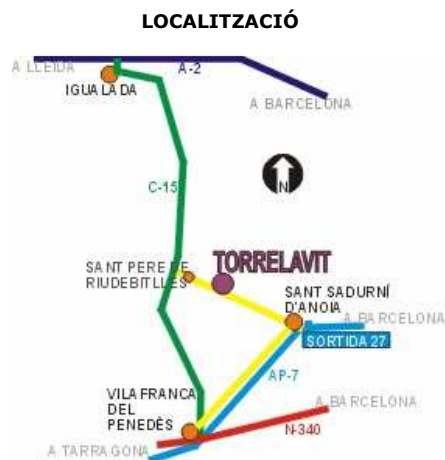 LOCALITZACIÓ
A LLEIDA
A-2
IGUALADA
A BARCELONA
C-15
N
SANT PERE DE
RIUDEBITLLES
TORRELAVIT
SANT SADURNÍ
D'ANOIA
A BARCELONA
SORTIDA 27
AP-7
VILAFRANCA
DEL
PENEDÈS
A BARCELONA
N-340
A TARRAGONA